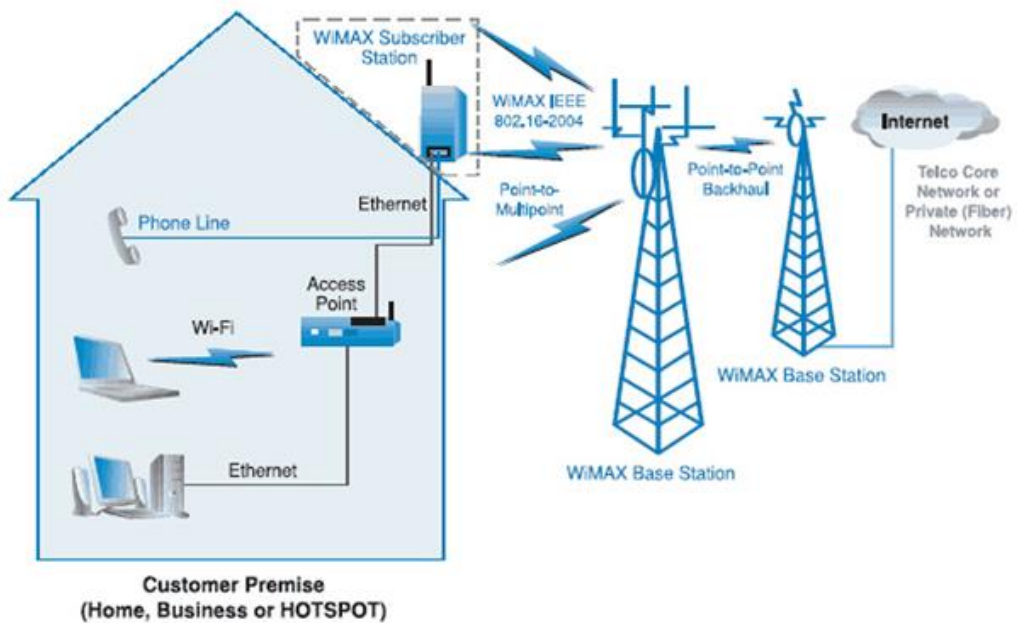 WiMAX Subscriber
Station
WiMAX IEEE
802.16-2004
Internet
Point-to-Point
Backhaul
Telco Core
Network or
Private (Fiber)
Network
Point-to-
Multipoint
Ethernet
Phone Line
Access
Point
Wi-Fi
WiMAX Base Station
Ethernet
WiMAX Base Station
Customer Premise
(Home, Business or HOTSPOT)